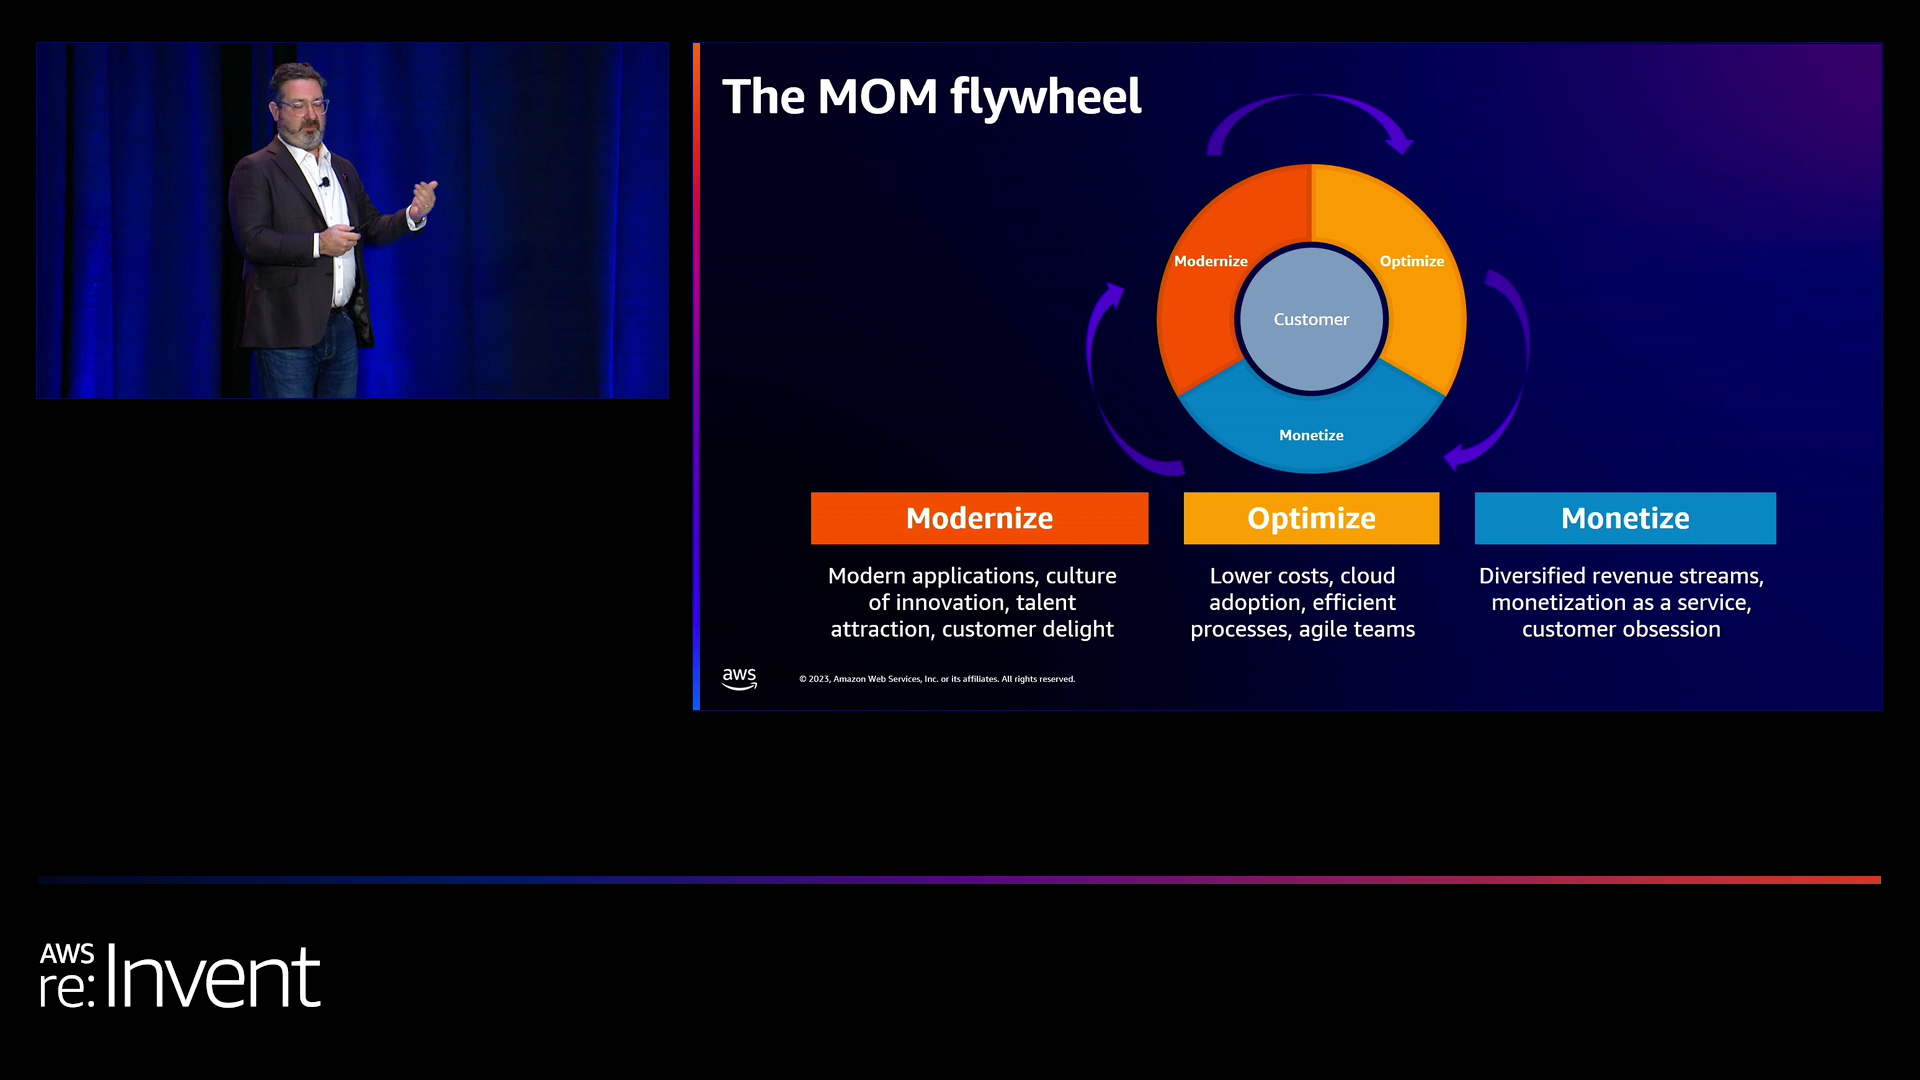 The MOM flywheel
Modernize
Optimize
Customer
Monetize
Modernize
Modern applications, culture
of innovation, talent
attraction, customer delight
Optimize
Lower costs, cloud
adoption, efficient
processes, agile teams
Monetize
Diversified revenue streams,
monetization as a service,
customer obsession
aws
© 2023, Amazon Web Services, Inc. or its affiliates. All rights reserved.
AWS
re:Invent